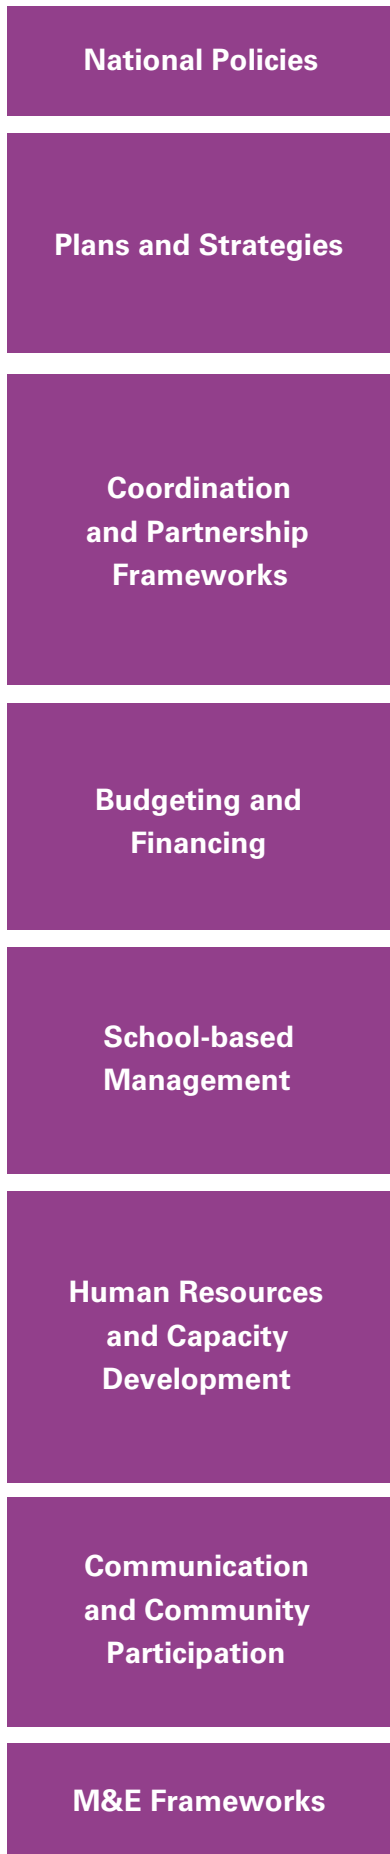 National Policies
Plans and Strategies
Coordination
and Partnership
Frameworks
Budgeting and
Financing
School-based
Management
Human Resources
and Capacity
Development
Communication
and Community
Participation
M&E Frameworks